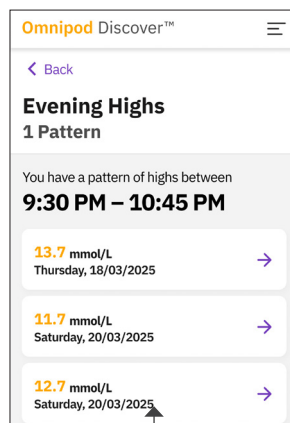 Omnipod Discover™
Back
Evening Highs
1 Pattern
You have a pattern of highs between
9:30 PM – 10:45 PM
13.7 mmol/L
Thursday, 18/03/2025
11.7 mmol/L
Saturday, 20/03/2025
12.7 mmol/L
Saturday, 20/03/2025